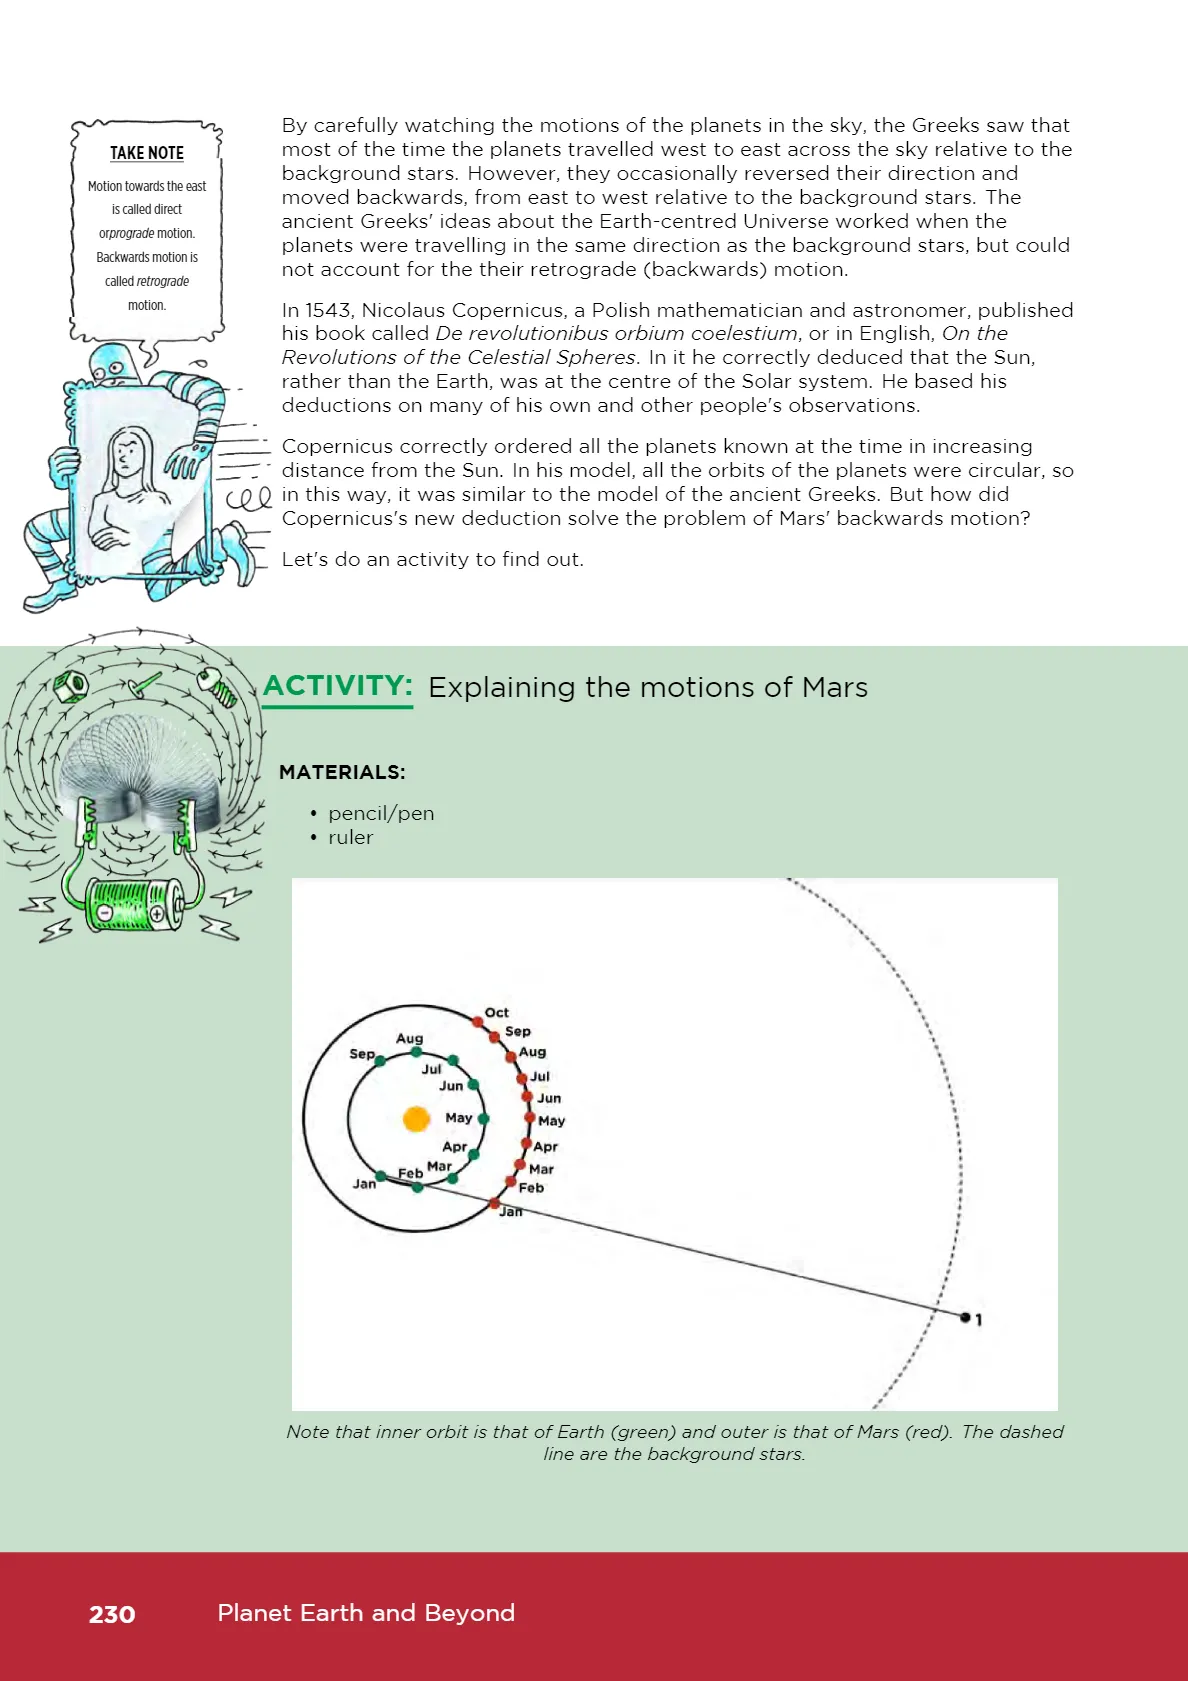 TAKE NOTE
Motion towards the east
is called direct
orprograde motion.
Backwards motion is
called retrograde
motion.
By carefully watching the motions of the planets in the sky, the Greeks saw that
most of the time the planets travelled west to east across the sky relative to the
background stars. However, they occasionally reversed their direction and
moved backwards, from east to west relative to the background stars. The
ancient Greeks' ideas about the Earth-centred Universe worked when the
planets were travelling in the same direction as the background stars, but could
not account for the their retrograde (backwards) motion.
In 1543, Nicolaus Copernicus, a Polish mathematician and astronomer, published
his book called De revolutionibus orbium coelestium, or in English, On the
Revolutions of the Celestial Spheres. In it he correctly deduced that the Sun,
rather than the Earth, was at the centre of the Solar system. He based his
deductions on many of his own and other people's observations.
Copernicus correctly ordered all the planets known at the time in increasing
distance from the Sun. In his model, all the orbits of the planets were circular, so
in this way, it was similar to the model of the ancient Greeks. But how did
Copernicus's new deduction solve the problem of Mars' backwards motion?
Let's do an activity to find out.
ACTIVITY: Explaining the motions of Mars
MATERIALS:
• pencil/pen
• ruler
Oct
Sep
Aug
Aug
Sep
Jul
Jul
Jun
Jun
May
May
Apr
Apr
Mar
Mar
Feb
Feb
Jan
Jan
1
Note that inner orbit is that of Earth (green) and outer is that of Mars (red). The dashed
line are the background stars.
230
Planet Earth and Beyond